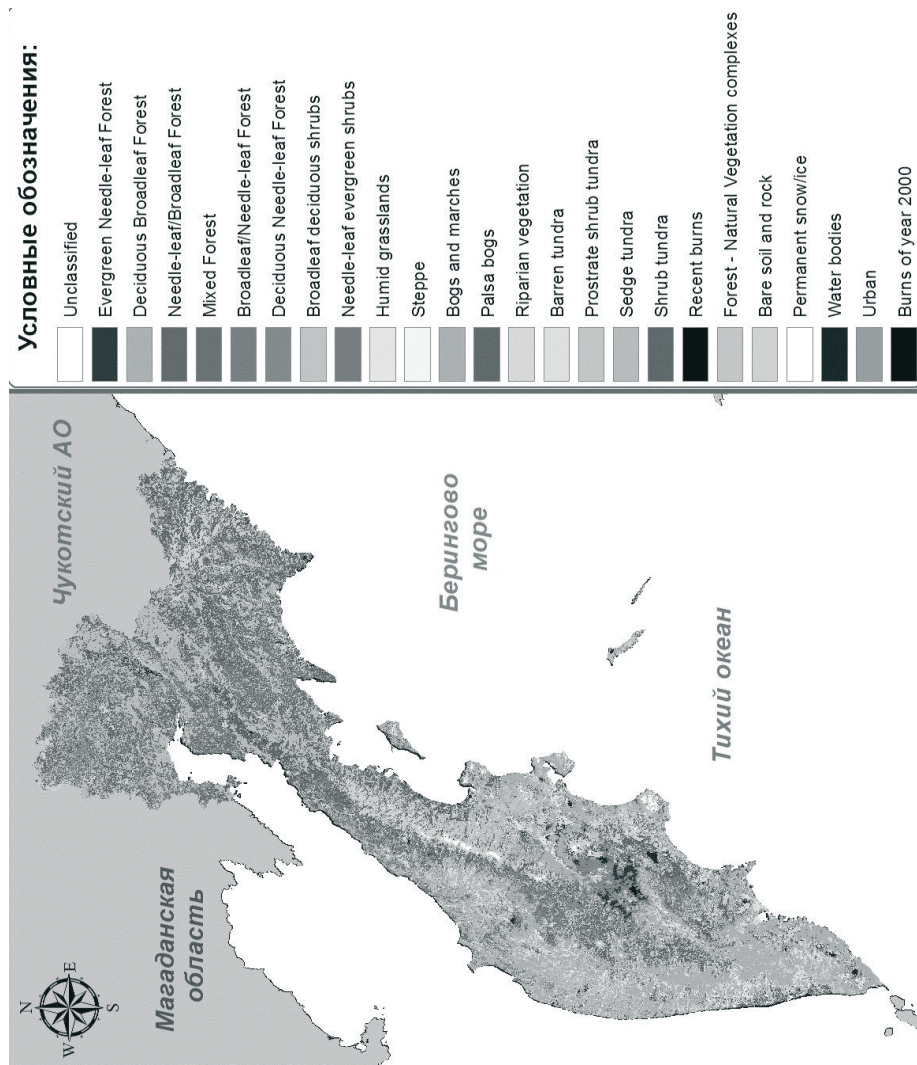 Условные обозначения:
Unclassified
Evergreen Needle-leaf Forest
Deciduous Broadleaf Forest
Needle-leaf/Broadleaf Forest
Mixed Forest
Broadleaf/Needle-leaf Forest
Deciduous Needle-leaf Forest
Broadleaf deciduous shrubs
Needle-leaf evergreen shrubs
Humid grasslands
Steppe
Bogs and marches
Palsa bogs
Riparian vegetation
Barren tundra
Prostrate shrub tundra
Sedge tundra
Shrub tundra
Recent burns
Forest - Natural Vegetation complexes
Bare soil and rock
Permanent snow/ice
Water bodies
Urban
Burns of year 2000
Чукотский АО
Берингово
море
Тихий океан
Магаданская
область
N
W
E
S